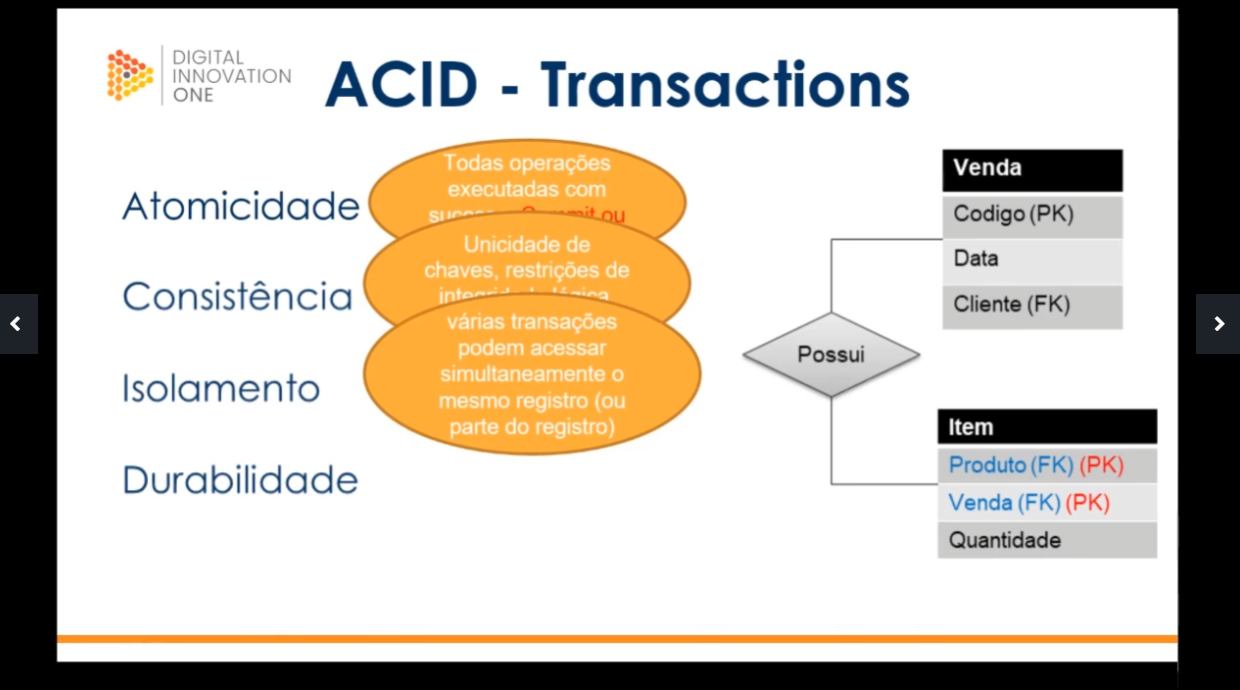 DIGITAL
INNOVATION
ONE
ACID - Transactions
Atomicidade
Todas operações
executadas com
ou
Consistência
Unicidade de
chaves, restrições de
lógica
Isolamento
várias transações
podem acessar
simultaneamente o
mesmo registro (ou
parte do registro)
Durabilidade
Venda
Codigo (PK)
Data
Cliente (FK)
Possui
Item
Produto (FK) (PK)
Venda (FK) (PK)
Quantidade